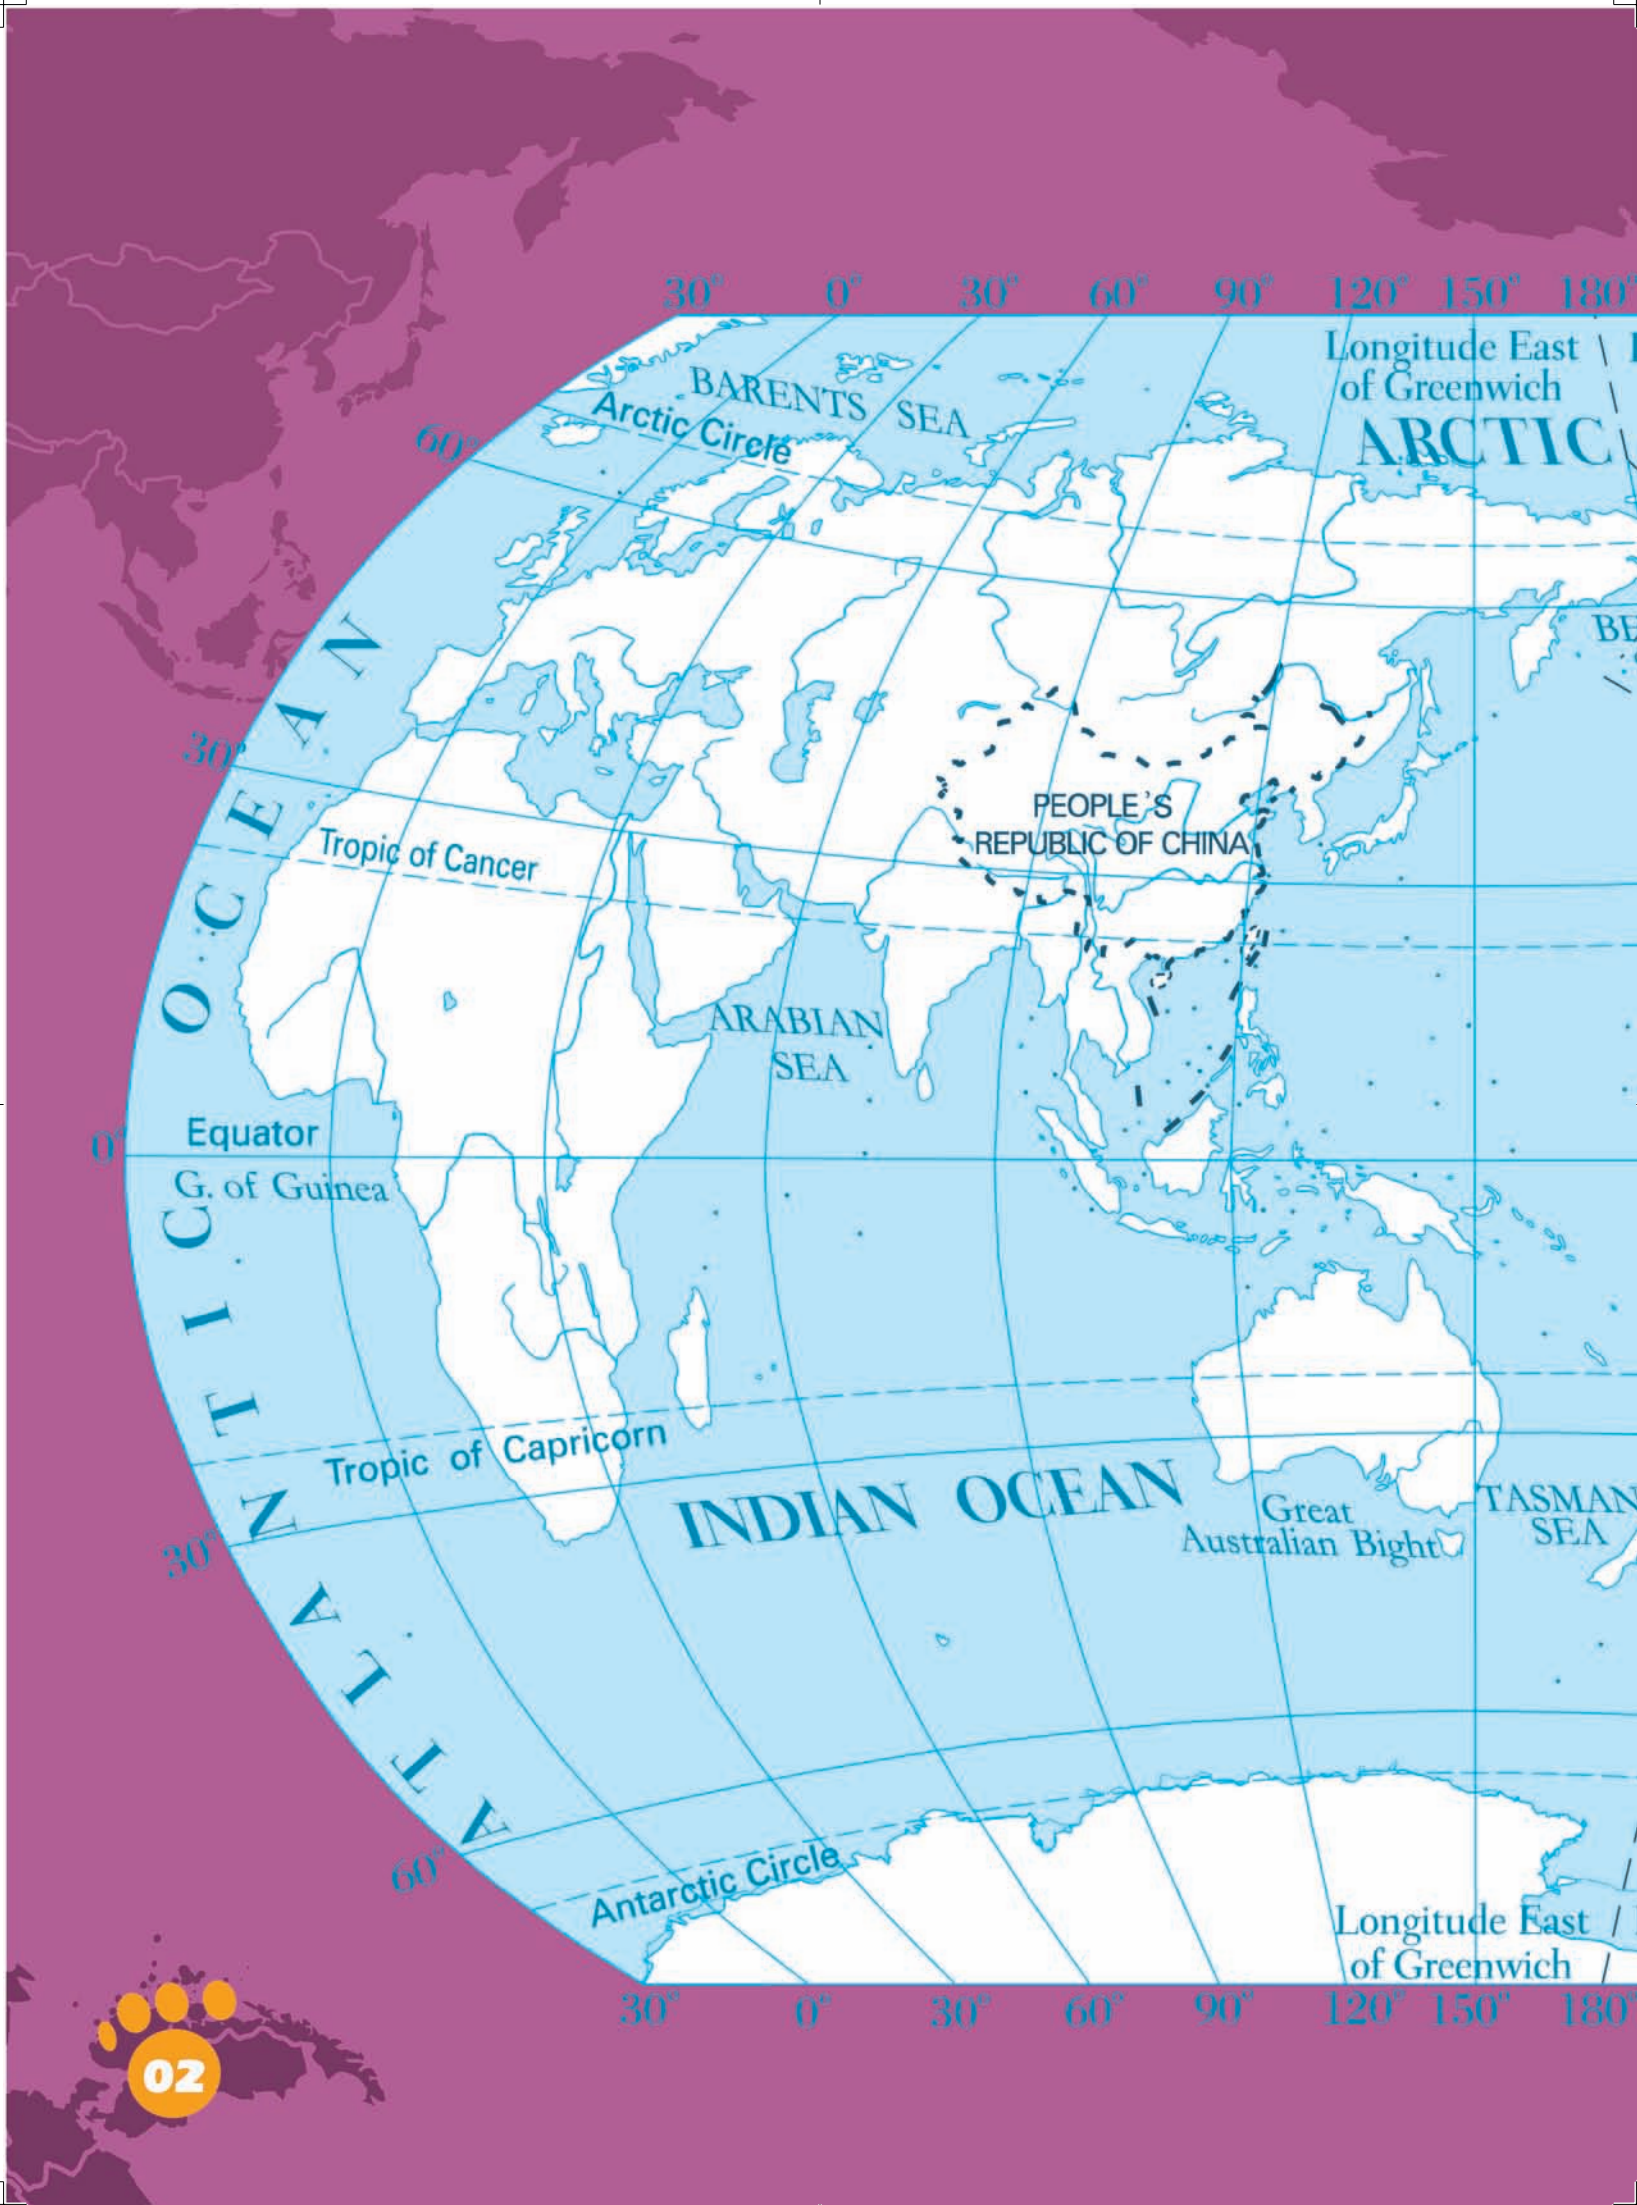 30° 0° 30° 60° 90° 120° 150° 180°
Longitude East
of Greenwich
BARENTS SEA
Arctic Circle
ARCTIC
60°
BE
30°
PEOPLE'S
REPUBLIC OF CHINA
Tropic of Cancer
ARABIAN
SEA
Equator
0°
G. of Guinea
ATLANTIC OCEAN
Tropic of Capricorn
INDIAN OCEAN
Great
Australian Bight
TASMAN
SEA
30°
60°
Antarctic Circle
Longitude East
of Greenwich
30° 0° 30° 60° 90° 120° 150° 180°
02